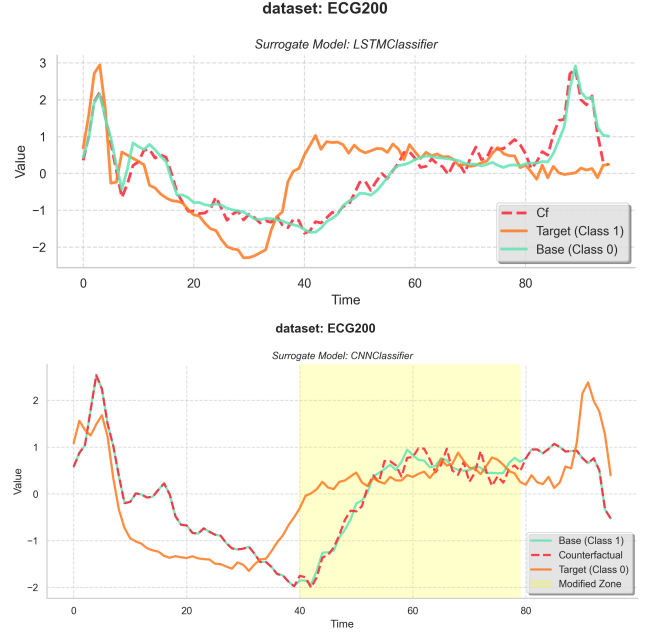 dataset: ECG200
Surrogate Model: LSTMClassifier
3
2
1
0
−1
−2
Value
0
20
40
60
80
Time
Cf
Target (Class 1)
Base (Class 0)
dataset: ECG200
Surrogate Model: CNNClassifier
2
1
0
−1
−2
Value
0
20
40
60
80
Time
Base (Class 1)
Counterfactual
Target (Class 0)
Modified Zone